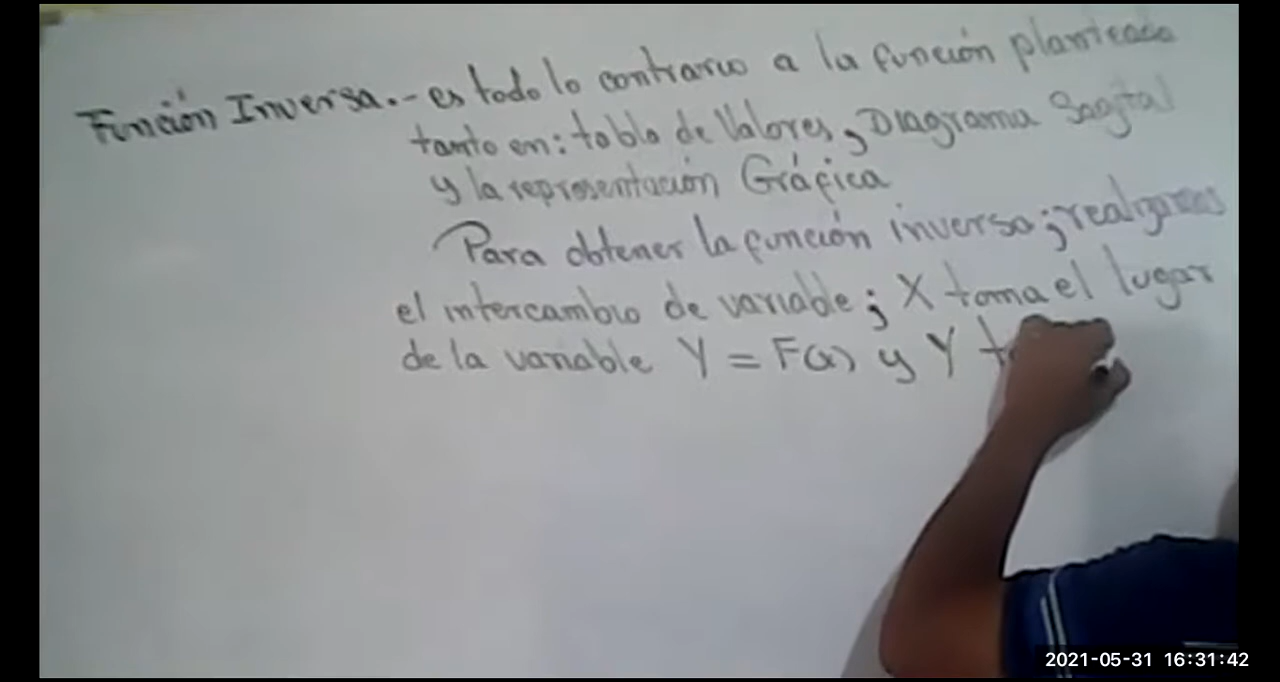 Función Inversa.- es todo lo contrario a la función planteada
tanto en: tabla de Valores, Diagrama Sagital
y la representación Gráfica
Para obtener la función inversa; realizamos
el intercambio de variable; X toma el lugar
de la variable Y = F(x) y Y
2021-05-31 16:31:42